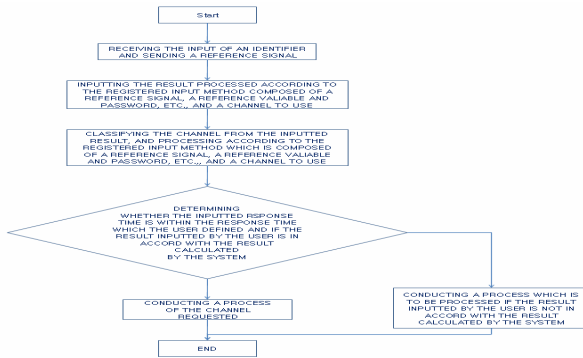 Start
RECEIVING THE INPUT OF AN IDENTIFIER
AND SENDING A REFERENCE SIGNAL
INPUTTING THE RESULT PROCESSED ACCORDING TO
THE REGISTERED INPUT METHOD COMPOSED OF A
REFERENCE SIGNAL, A REFERENCE VALIABLE AND
PASSWORD, ETC,, AND A CHANNEL TO USE
CLASSIFYING THE CHANNEL FROM THE INPUTTED
RESULT, AND PROCESSING ACCORDING TO THE
REGISTERED INPUT METHOD WHICH IS COMPOSED
OF A REFERENCE SIGNAL, A REFERENCE VALIABLE
AND PASSWORD, ETC.,, AND A CHANNEL TO USE
DETERMINING
WHETHER THE INPUTTED RSPONSE
TIME IS WITHIN THE RESPONSE TIME
WHICH THE USER DEFINED AND IF THE
RESULT INPUTTED BY THE USER IS IN
ACCORD WITH THE RESULT
CALCULATED
BY THE SYSTEM
CONDUCTING A PROCESS
OF THE CHANNEL
REQUESTED
CONDUCTING A PROCESS WHICH IS
TO BE PROCESSED IF THE RESULT
INPUTTED BY THE USER IS NOT IN
ACCORD WITH THE RESULT
CALCULATED BY THE SYSTEM
END